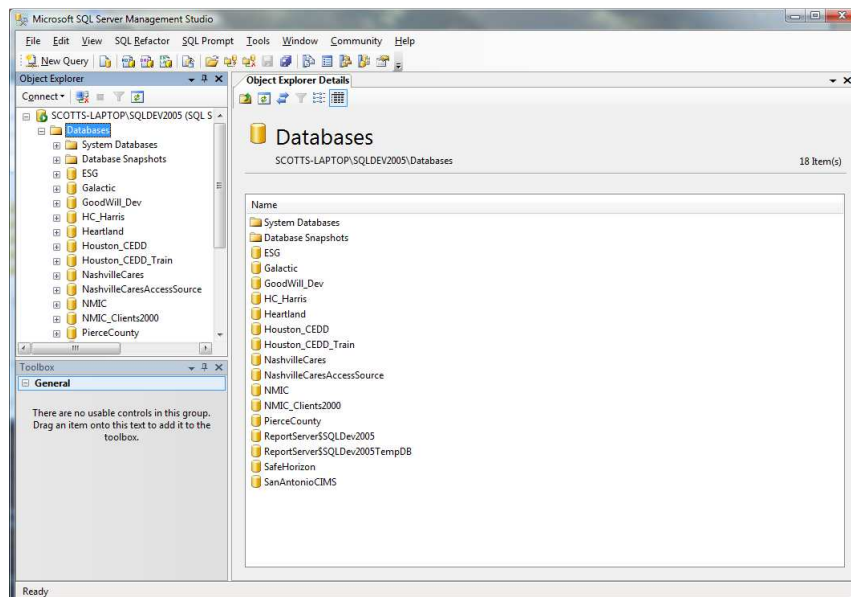 Microsoft SQL Server Management Studio
File Edit View SQL Refactor SQL Prompt Tools Window Community Help
New Query
Object Explorer
Connect
SCOTTS-LAPTOP\SQLDEV2005 (SQL S
Databases
System Databases
Database Snapshots
ESG
Galactic
GoodWill_Dev
HC_Harris
Heartland
Houston_CEDD
Houston_CEDD_Train
NashvilleCares
NashvilleCaresAccessSource
NMIC
NMIC_Clients2000
PierceCounty
Toolbox
General
There are no usable controls in this group.
Drag an item onto this text to add it to the
toolbox.
Object Explorer Details
Databases
SCOTTS-LAPTOP\SQLDEV2005\Databases 18 Item(s)
Name
System Databases
Database Snapshots
ESG
Galactic
GoodWill_Dev
HC_Harris
Heartland
Houston_CEDD
Houston_CEDD_Train
NashvilleCares
NashvilleCaresAccessSource
NMIC
NMIC_Clients2000
PierceCounty
ReportServer$SQLDev2005
ReportServer$SQLDev2005TempDB
SafeHorizon
SanAntonioCIMS
Ready